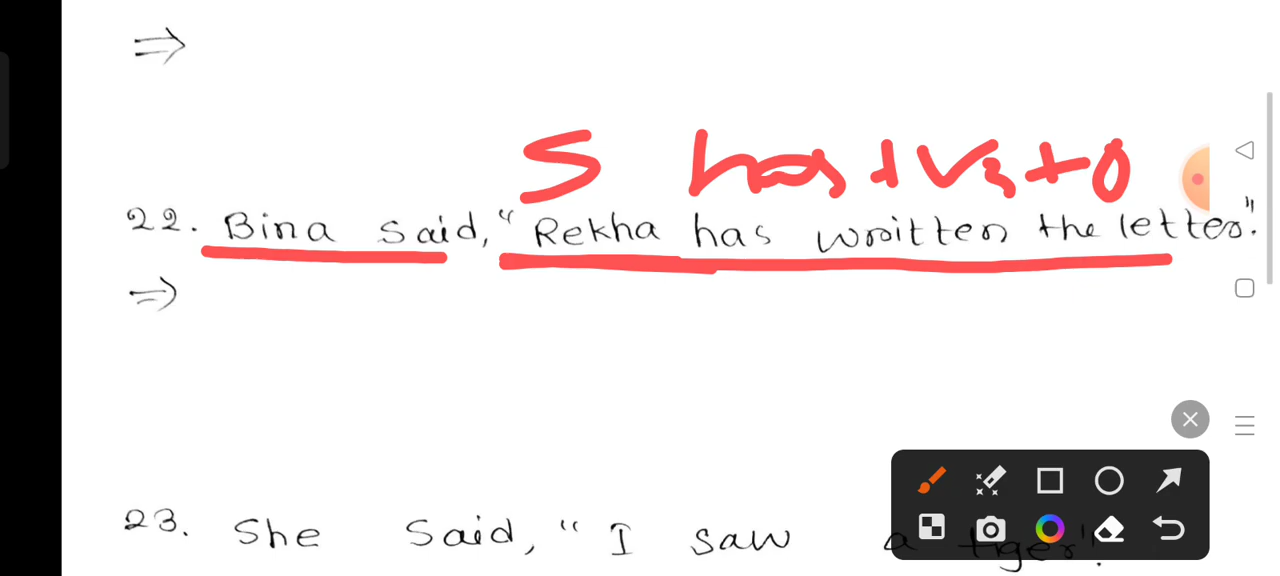 ⇒
S has + V3 + O
22. Bina said, “Rekha has written the letter”.
⇒
23. She said, “I saw a tiger”.